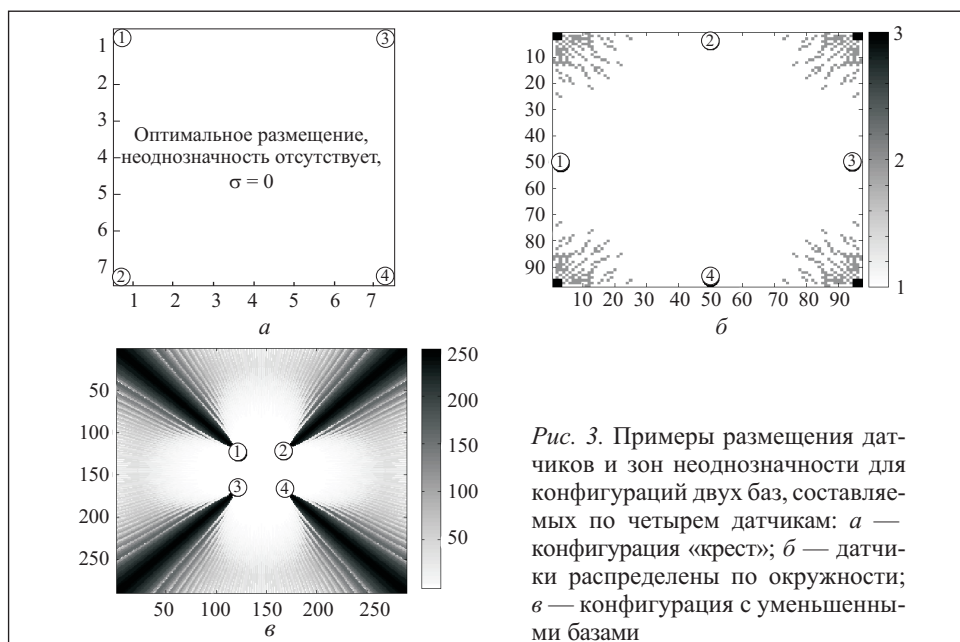 1 3
1
2
3
4
5
6
7
Оптимальное размещение,
неоднозначность отсутствует,
σ = 0
2 4
1 2 3 4 5 6 7
а
2
10
20
30
40
50
60
70
80
90
1 3
4
10 20 30 40 50 60 70 80 90
б
3
2
1
50
100
150
200
250
1 2
3 4
50 100 150 200 250
в
250
200
150
100
50
Рис. 3. Примеры размещения дат-
чиков и зон неоднозначности для
конфигураций двух баз, составляе-
мых по четырем датчикам: а —
конфигурация «крест»; б — датчи-
ки распределены по окружности;
в — конфигурация с уменьшенны-
ми базами